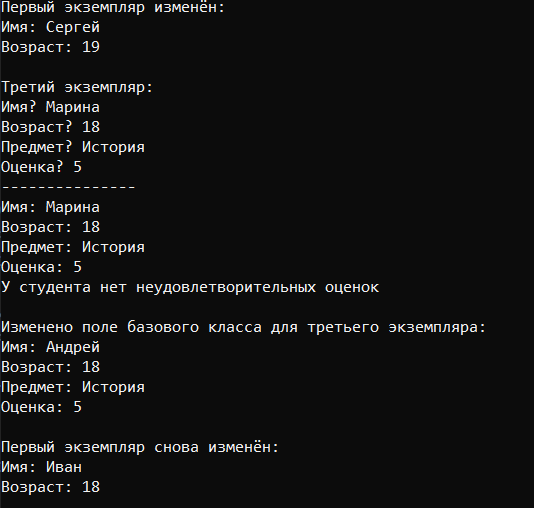 Первый экземпляр изменён:
Имя: Сергей
Возраст: 19
Третий экземпляр:
Имя? Марина
Возраст? 18
Предмет? История
Оценка? 5
---------------
Имя: Марина
Возраст: 18
Предмет: История
Оценка: 5
У студента нет неудовлетворительных оценок
Изменено поле базового класса для третьего экземпляра:
Имя: Андрей
Возраст: 18
Предмет: История
Оценка: 5
Первый экземпляр снова изменён:
Имя: Иван
Возраст: 18